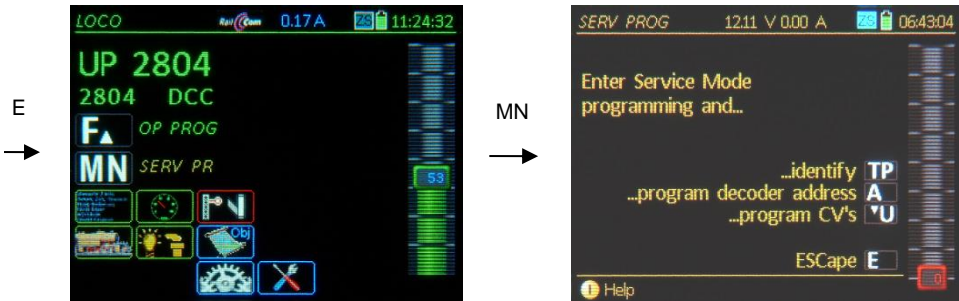 E
LOCO RailCom 0.17 A ZS 11:24:32
UP 2804
2804 DCC
F▲ OP PROG
MN SERV PR
53
Obj
MN
SERV PROG 12.11 V 0.00 A ZS 06:43:04
Enter Service Mode
programming and...
...identify TP
...program decoder address A
...program CV's ▼U
ESCape E
0
Help